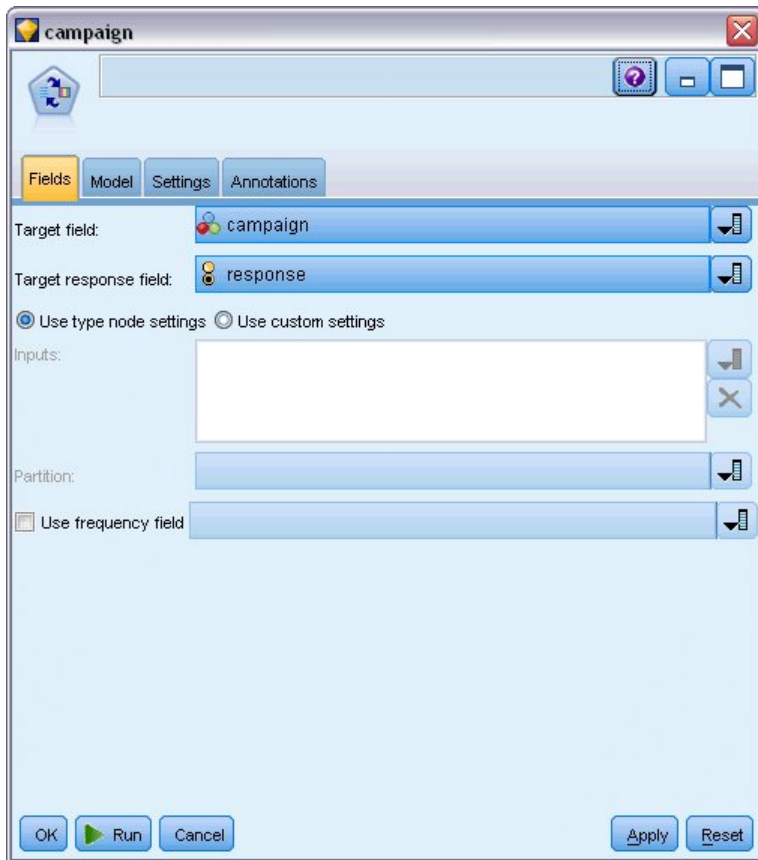 campaign
Fields Model Settings Annotations
Target field: campaign
Target response field: response
Use type node settings Use custom settings
Inputs:
Partition:
Use frequency field
OK Run Cancel Apply Reset